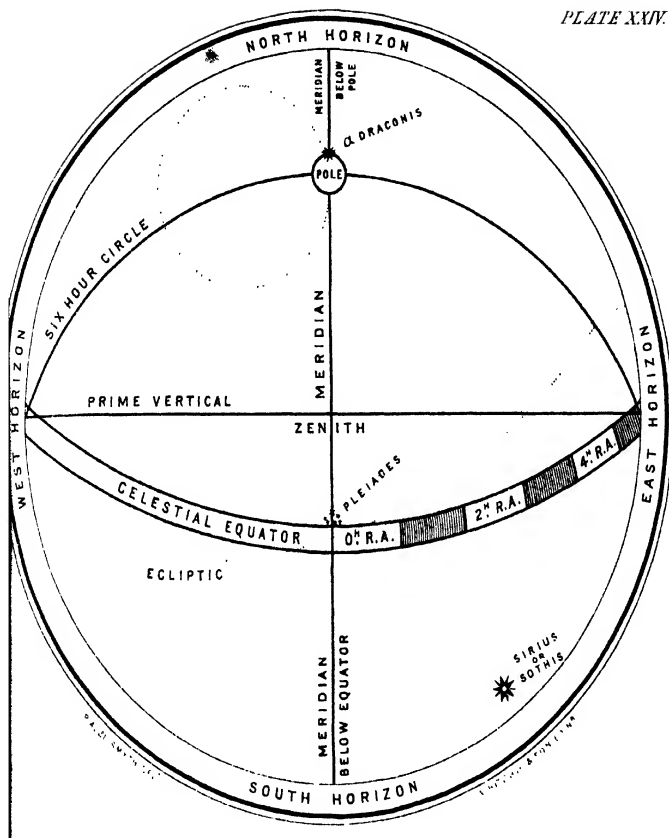 PLATE XXIV.
NORTH HORIZON
MERIDIAN
BELOW
POLE
α DRACONIS
POLE
SIX HOUR CIRCLE
MERIDIAN
WEST HORIZON
EAST HORIZON
PRIME VERTICAL
ZENITH
PLEIADES
4H. R.A.
CELESTIAL EQUATOR
0H. R.A.
2H. R.A.
ECLIPTIC
MERIDIAN
BELOW EQUATOR
SIRIUS
OR
SOTHIS
SOUTH HORIZON